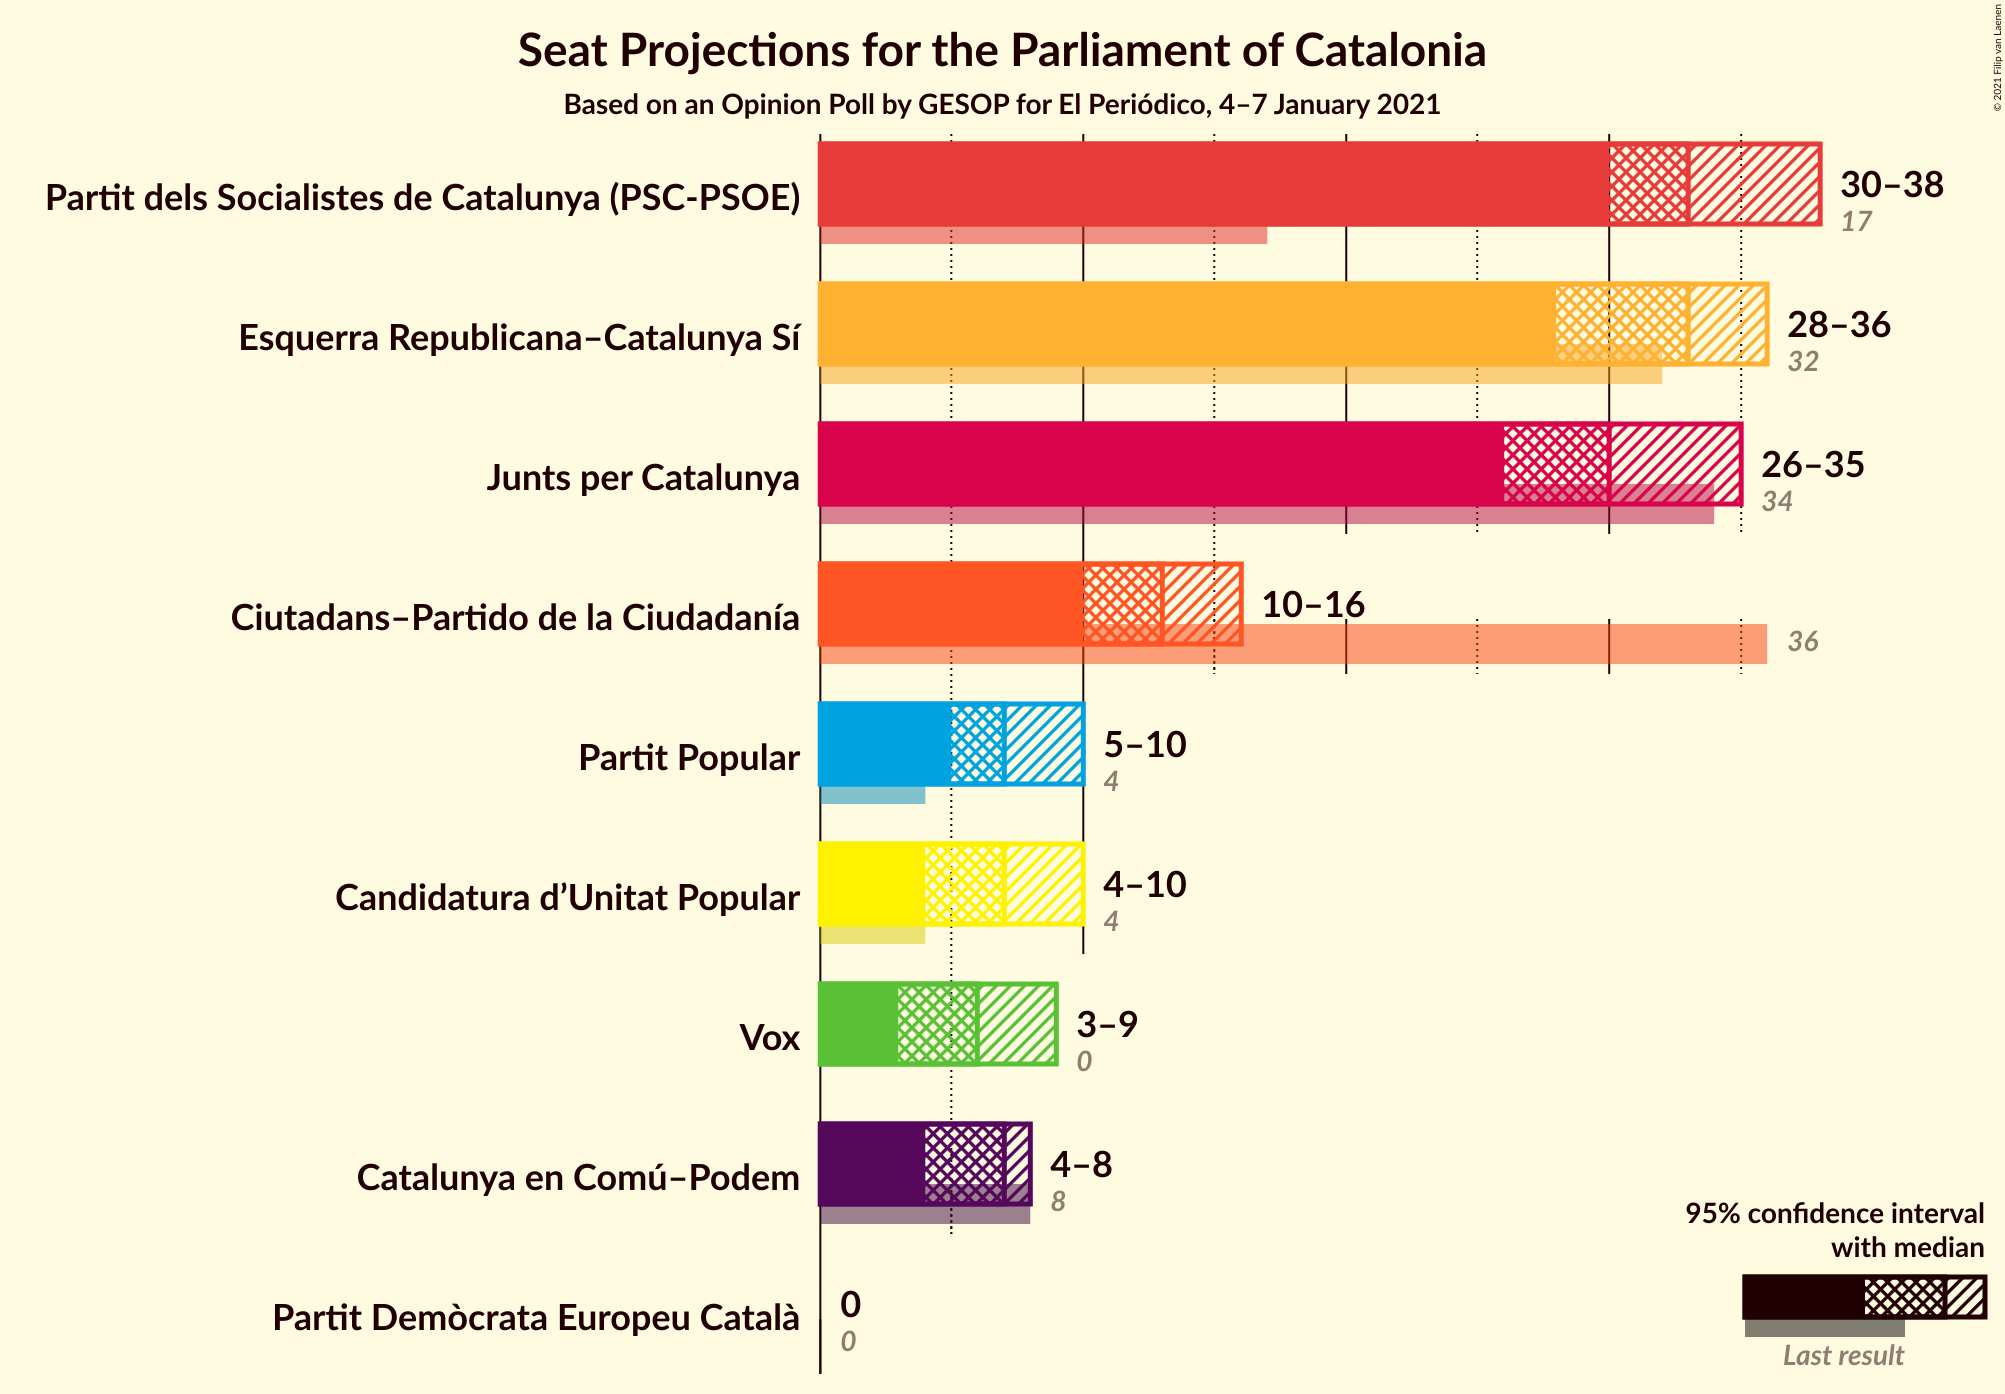 Seat Projections for the Parliament of Catalonia
Based on an Opinion Poll by GESOP for El Periódico, 4–7 January 2021
© 2021 Filip van Laenen
Partit dels Socialistes de Catalunya (PSC-PSOE)
30–38
17
Esquerra Republicana–Catalunya Sí
28–36
32
Junts per Catalunya
26–35
34
Ciutadans–Partido de la Ciudadanía
10–16
36
Partit Popular
5–10
4
Candidatura d’Unitat Popular
4–10
4
Vox
3–9
0
Catalunya en Comú–Podem
4–8
8
Partit Demòcrata Europeu Català
0
0
95% confidence interval
with median
Last result